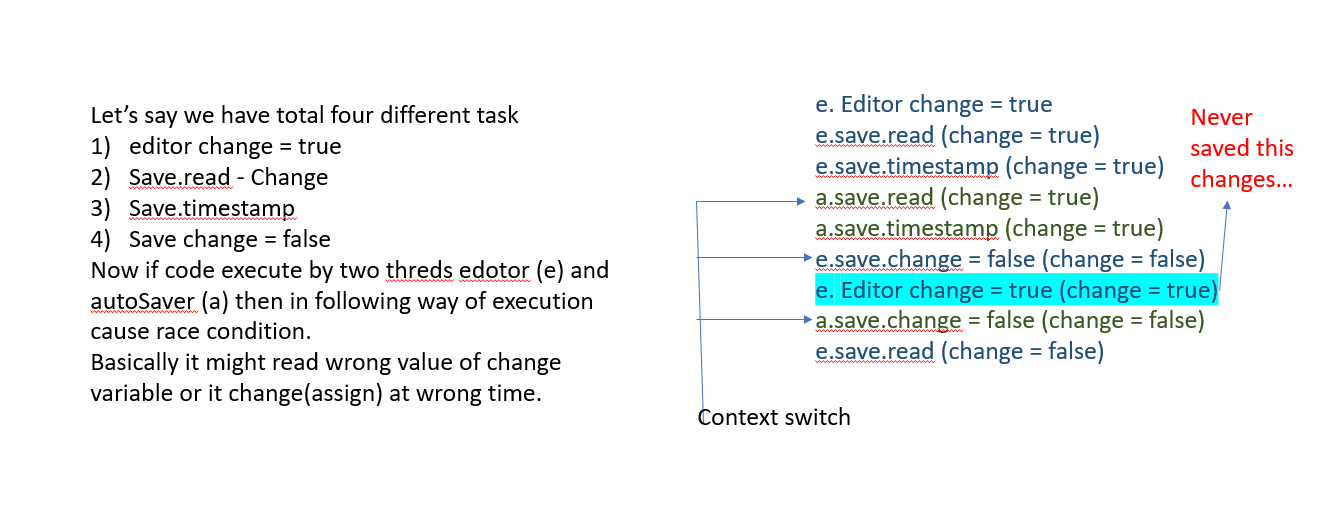 Let’s say we have total four different task
1) editor change = true
2) Save.read - Change
3) Save.timestamp
4) Save change = false
Now if code execute by two threds edotor (e) and
autoSaver (a) then in following way of execution
cause race condition.
Basically it might read wrong value of change
variable or it change(assign) at wrong time.
e. Editor change = true
e.save.read (change = true)
e.save.timestamp (change = true)
a.save.read (change = true)
a.save.timestamp (change = true)
e.save.change = false (change = false)
e. Editor change = true (change = true)
a.save.change = false (change = false)
e.save.read (change = false)
Never
saved this
changes...
Context switch